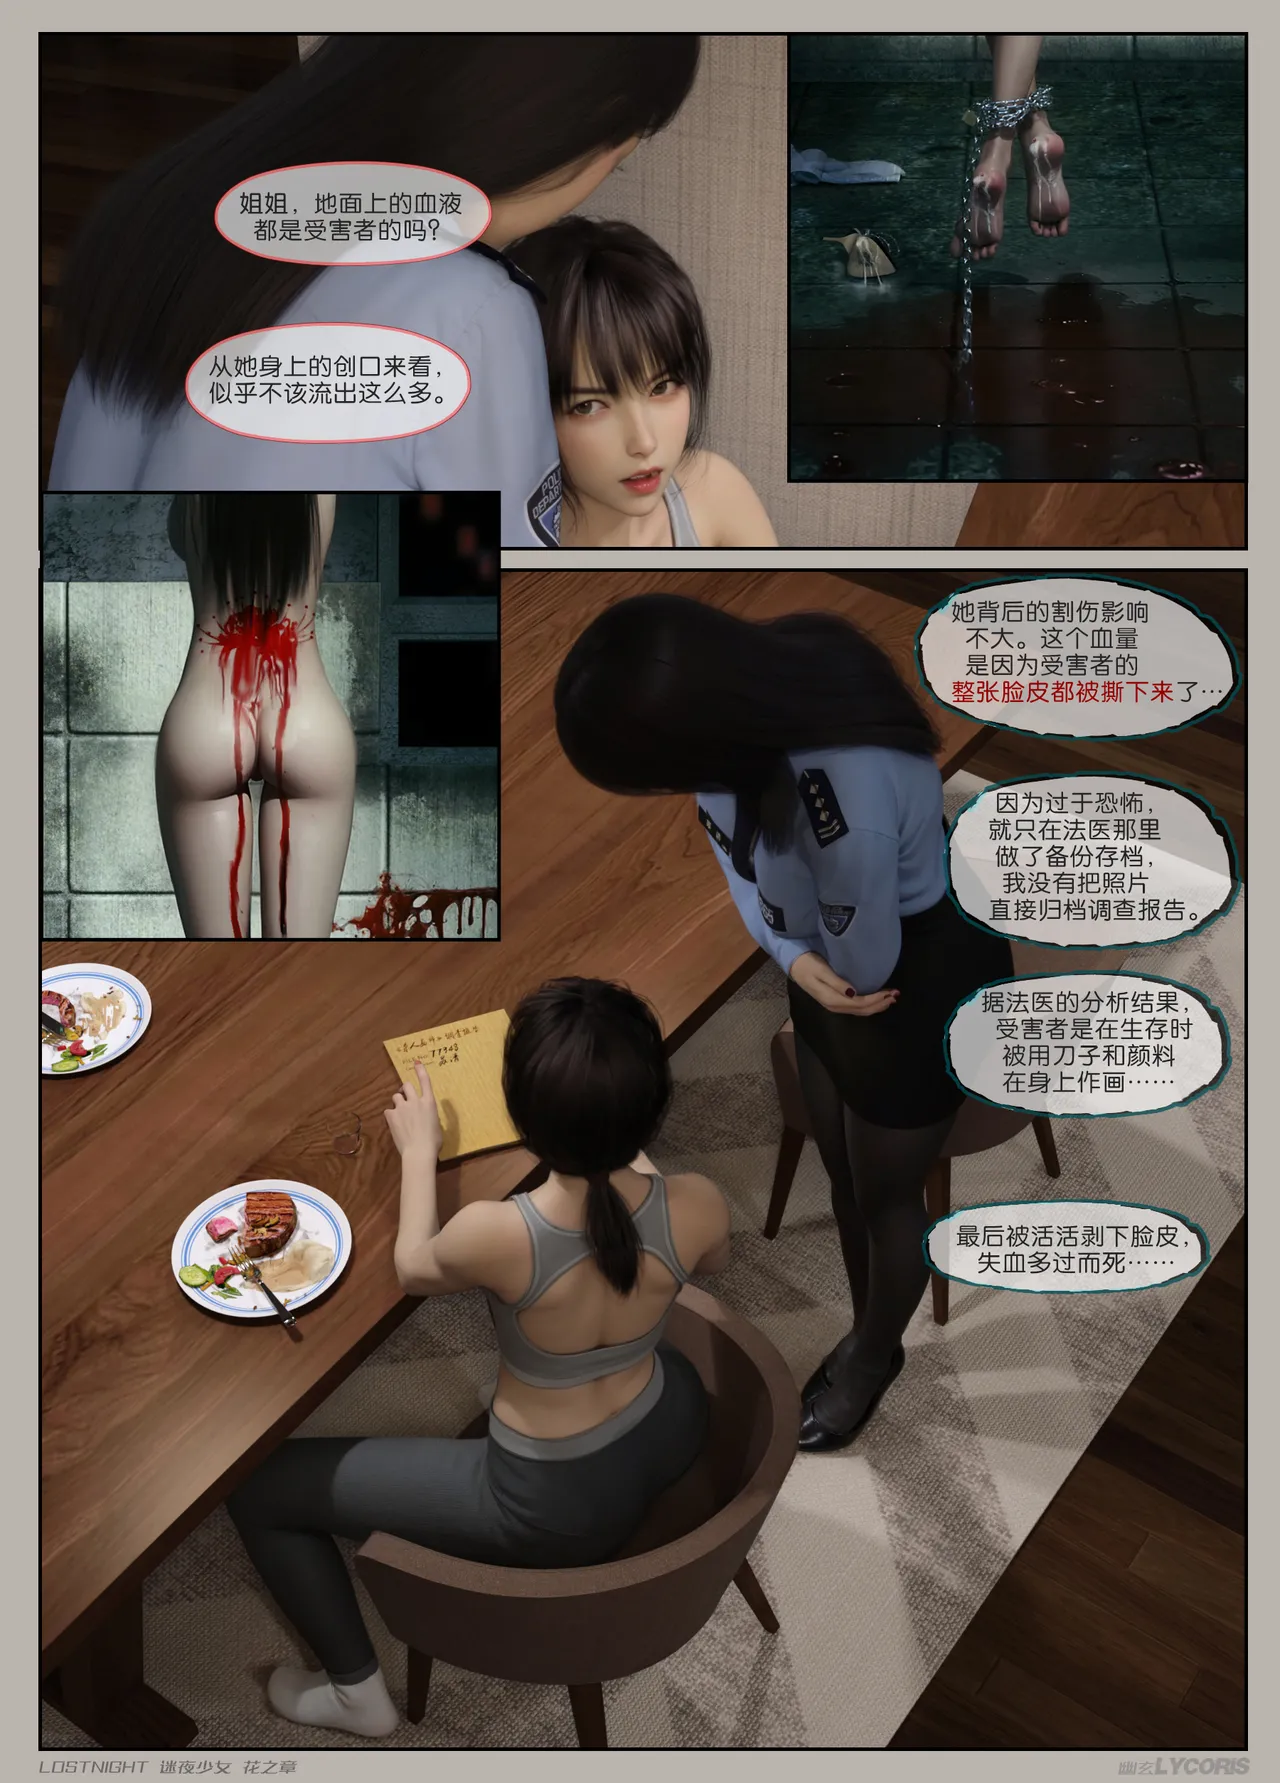 姐姐，地面上的血液
都是受害者的吗？
从她身上的创口来看，
似乎不该流出这么多。
POLI
DEPAR
她背后的割伤影响
不大。这个血量
是因为受害者的
整张脸皮都被撕下来了…
因为过于恐怖，
就只在法医那里
做了备份存档，
我没有把照片
直接归档调查报告。
据法医的分析结果，
受害者是在生存时
被用刀子和颜料
在身上作画……
最后被活活剥下脸皮，
失血多过而死……
LOSTNIGHT 迷夜少女 花之章
幽玄LYCORIS